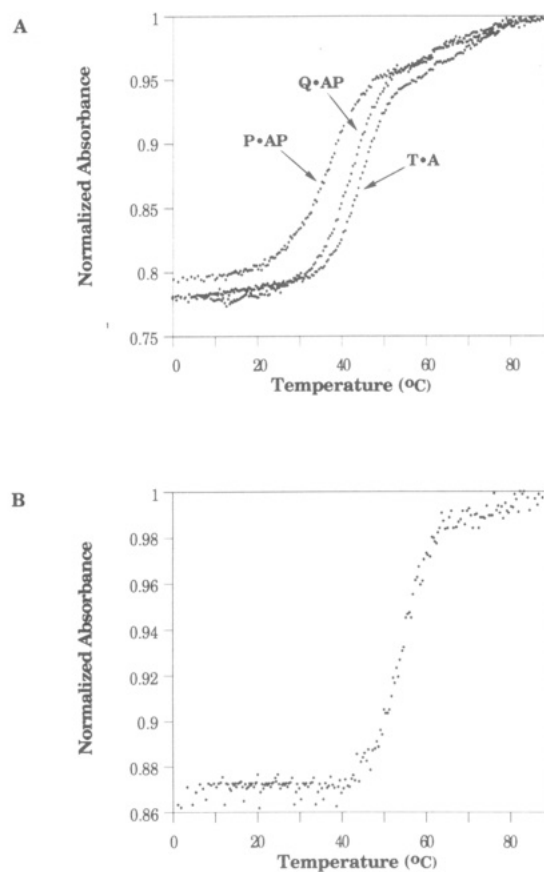 A
1
0.95
0.9
0.85
0.8
0.75
Normalized Absorbance
Q•AP
P•AP
T•A
0
20
40
60
80
Temperature (ºC)
B
1
0.98
0.96
0.94
0.92
0.9
0.88
0.86
Normalized Absorbance
0
20
40
60
80
Temperature (ºC)